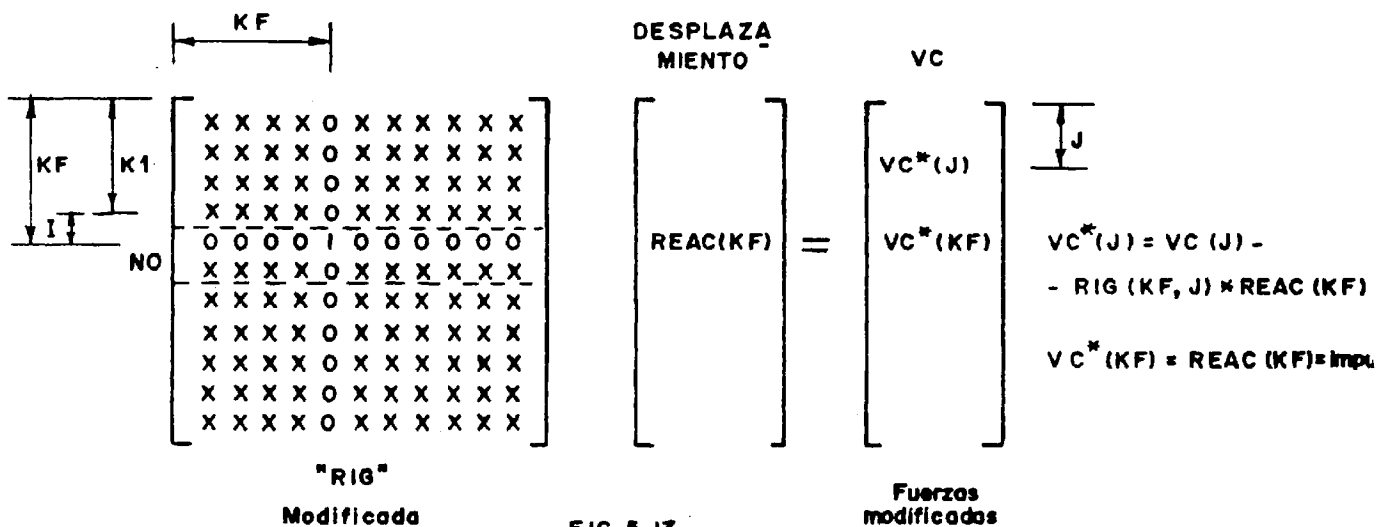 KF
DESPLAZA
MIENTO
VC
KF
K1
I
NO
X X X X O X X X X X X
X X X X O X X X X X X
X X X X O X X X X X X
X X X X O X X X X X X
O O O O 1 O O O O O O
X X X X O X X X X X X
X X X X O X X X X X X
X X X X O X X X X X X
X X X X O X X X X X X
X X X X O X X X X X X
X X X X O X X X X X X
REAC(KF)
=
VC*(J)
VC*(KF)
J
VC*(J) = VC (J) -
- RIG (KF, J) * REAC (KF)
VC*(KF) = REAC (KF)=impu
"RIG"
Modificada
Fuerzas
modificadas